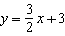 y = 3/2 x + 3